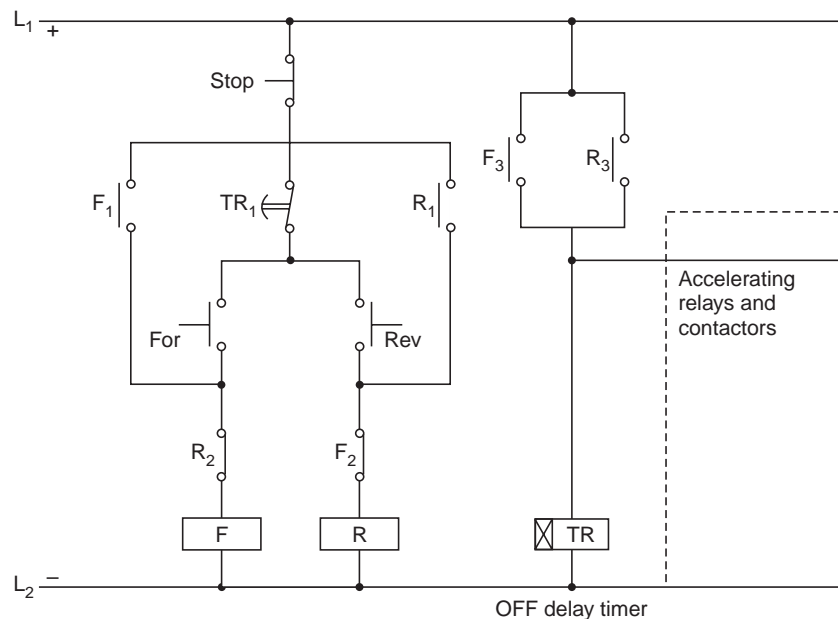 L₁ +
Stop
F₁
TR₁
R₁
F₃
R₃
For
Rev
Accelerating
relays and
contactors
R₂
F₂
F
R
TR
L₂ –
OFF delay timer